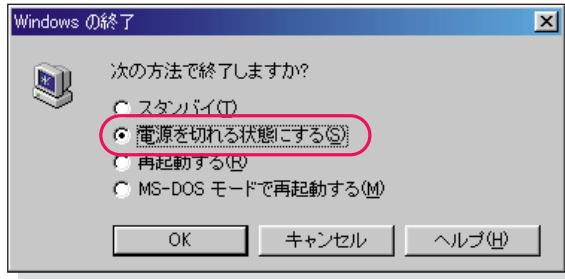 Windows の終了
次の方法で終了しますか?
スタンバイ(T)
電源を切れる状態にする(S)
再起動する(R)
MS-DOS モードで再起動する(M)
OK キャンセル ヘルプ(H)